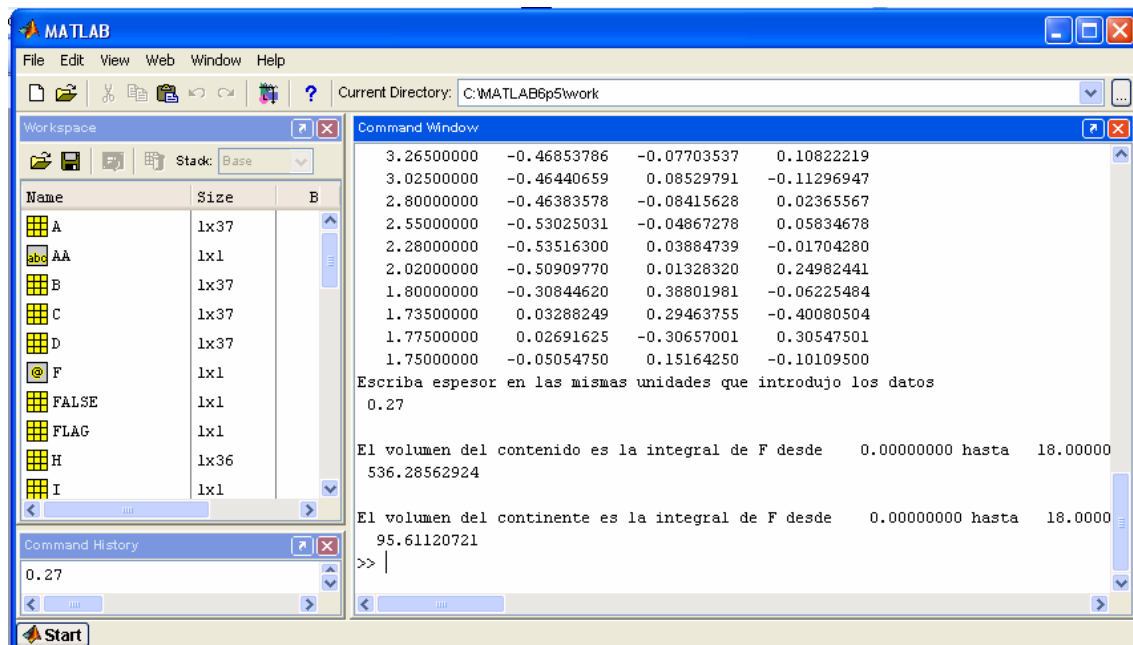 MATLAB
File Edit View Web Window Help
? Current Directory: C:\MATLAB6p5\work ...
Workspace
Stack: Base
Name Size B
A 1x37
abc AA 1x1
B 1x37
C 1x37
D 1x37
@ F 1x1
FALSE 1x1
FLAG 1x1
H 1x36
I 1x1
Command History
0.27
Command Window
3.26500000 -0.46853786 -0.07703537 0.10822219
3.02500000 -0.46440659 0.08529791 -0.11296947
2.80000000 -0.46383578 -0.08415628 0.02365567
2.55000000 -0.53025031 -0.04867278 0.05834678
2.28000000 -0.53516300 0.03884739 -0.01704280
2.02000000 -0.50909770 0.01328320 0.24982441
1.80000000 -0.30844620 0.38801981 -0.06225484
1.73500000 0.03288249 0.29463755 -0.40080504
1.77500000 0.02691625 -0.30657001 0.30547501
1.75000000 -0.05054750 0.15164250 -0.10109500
Escriba espesor en las mismas unidades que introdujo los datos
0.27
El volumen del contenido es la integral de F desde 0.00000000 hasta 18.00000
536.28562924
El volumen del continente es la integral de F desde 0.00000000 hasta 18.0000
95.61120721
>>
Start